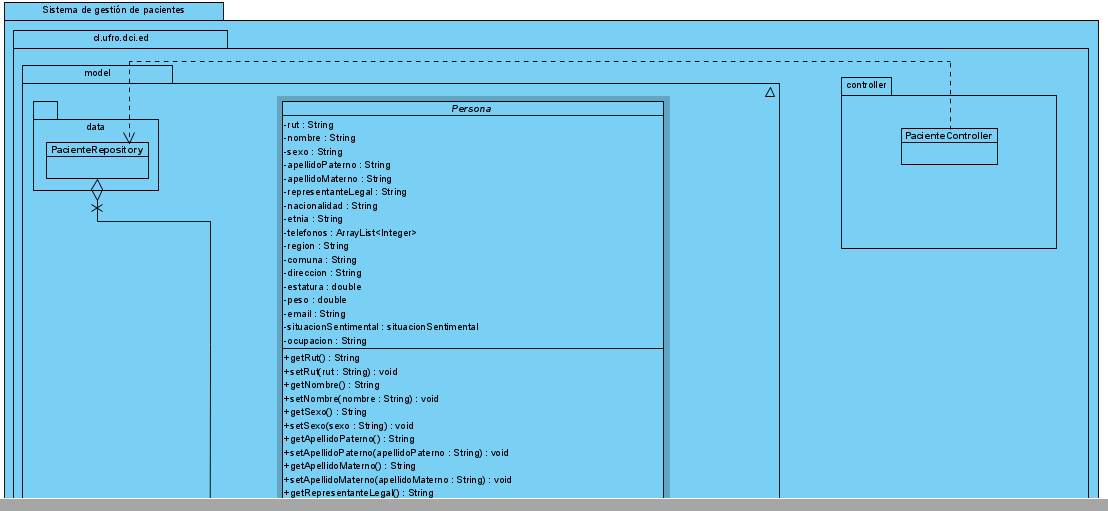 Sistema de gestión de pacientes
cl.ufro.dci.ed
model
controller
data
PacienteRepository
PacienteController
Persona
-rut : String
-nombre : String
-sexo : String
-apellidoPaterno : String
-apellidoMaterno : String
-representanteLegal : String
-nacionalidad : String
-etnia : String
-telefonos : ArrayList<Integer>
-region : String
-comuna : String
-direccion : String
-estatura : double
-peso : double
-email : String
-situacionSentimental : situacionSentimental
-ocupacion : String
+getRut() : String
+setRut(rut : String) : void
+getNombre() : String
+setNombre(nombre : String) : void
+getSexo() : String
+setSexo(sexo : String) : void
+getApellidoPaterno() : String
+setApellidoPaterno(apellidoPaterno : String) : void
+getApellidoMaterno() : String
+setApellidoMaterno(apellidoMaterno : String) : void
+getRepresentanteLegal() : String